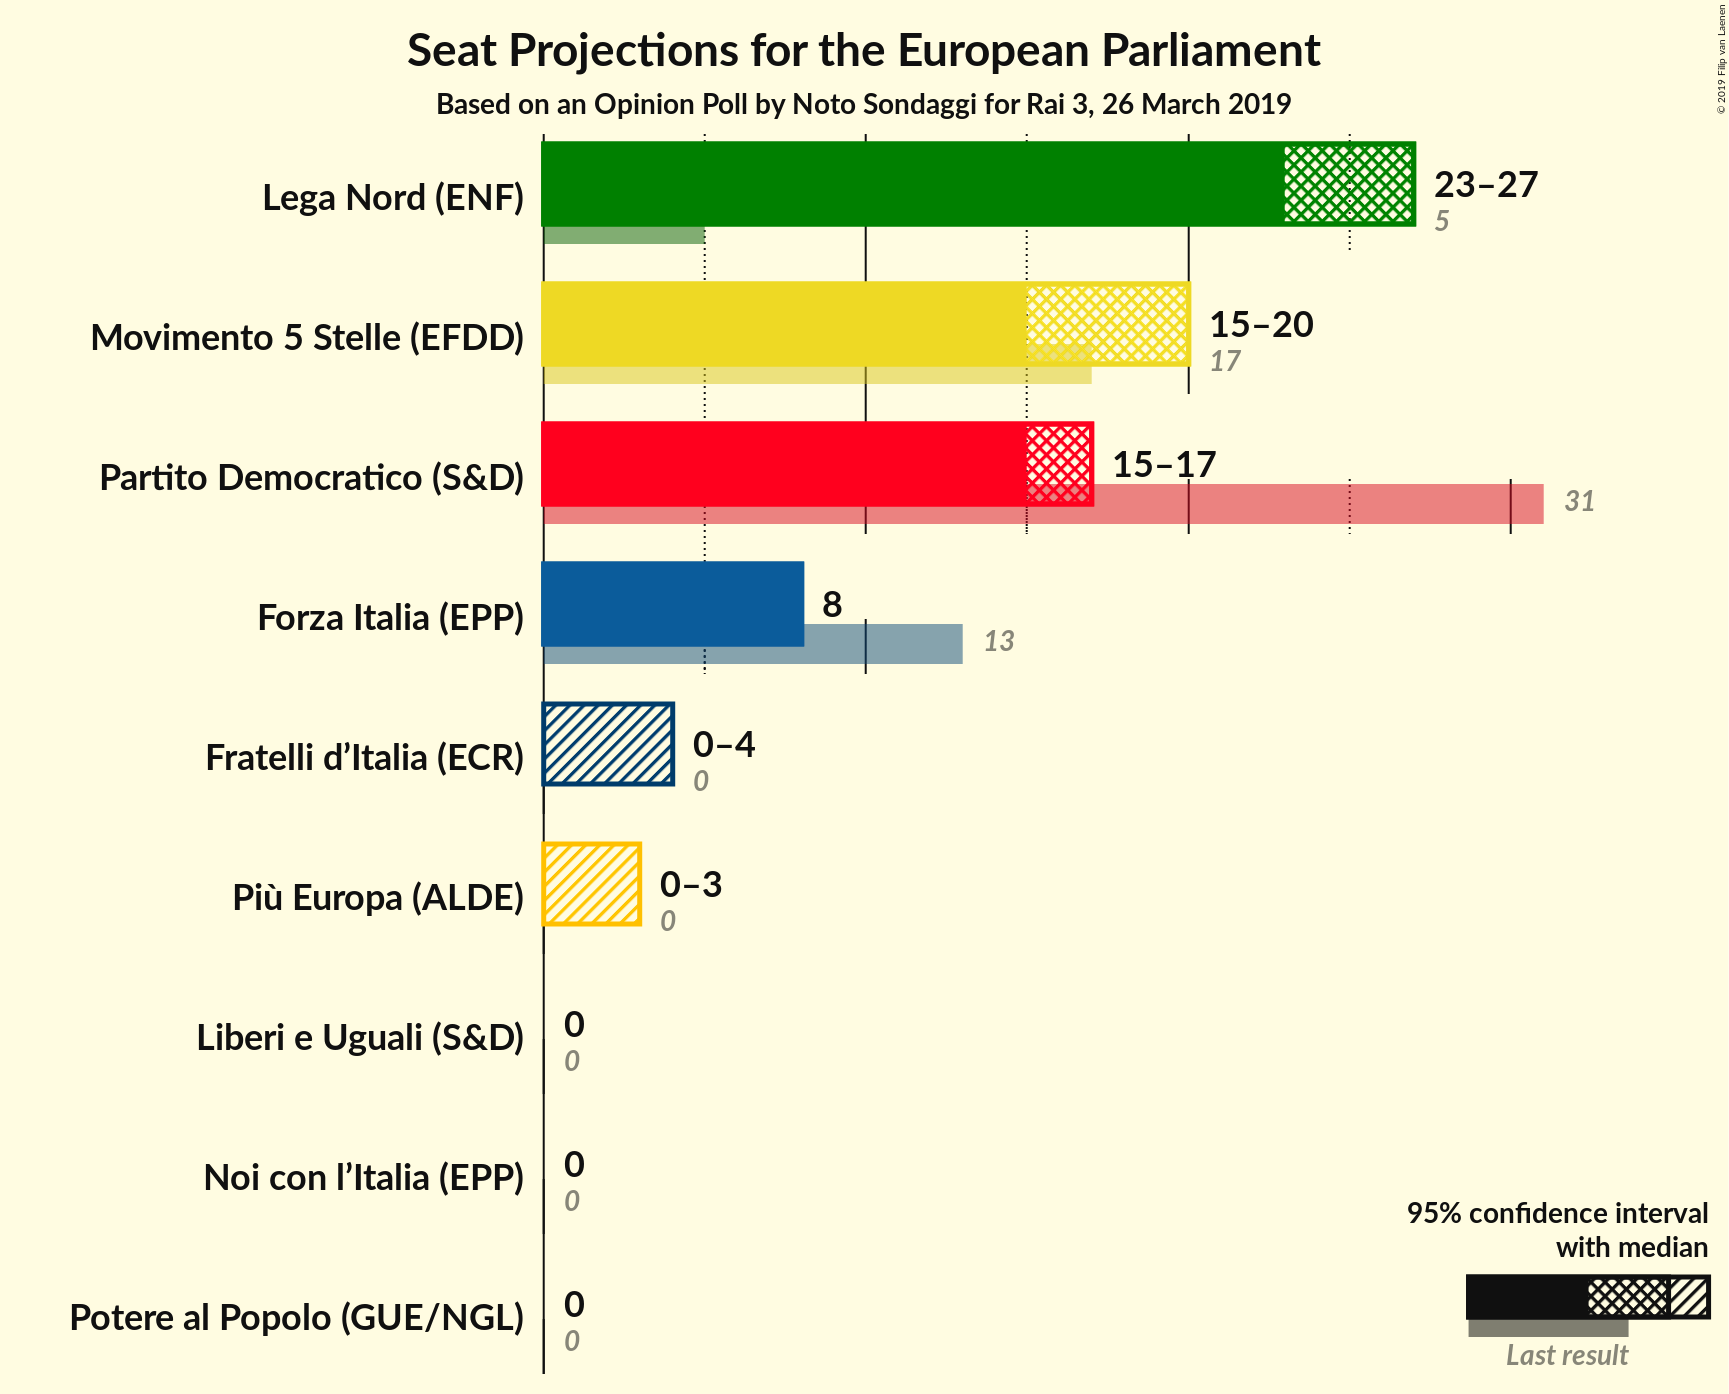 Seat Projections for the European Parliament
Based on an Opinion Poll by Noto Sondaggi for Rai 3, 26 March 2019
© 2019 Filip van Laenen
Lega Nord (ENF)
23–27
5
Movimento 5 Stelle (EFDD)
15–20
17
Partito Democratico (S&D)
15–17
31
Forza Italia (EPP)
8
13
Fratelli d’Italia (ECR)
0–4
0
Più Europa (ALDE)
0–3
0
Liberi e Uguali (S&D)
0
0
Noi con l’Italia (EPP)
0
0
Potere al Popolo (GUE/NGL)
0
0
95% confidence interval
with median
Last result